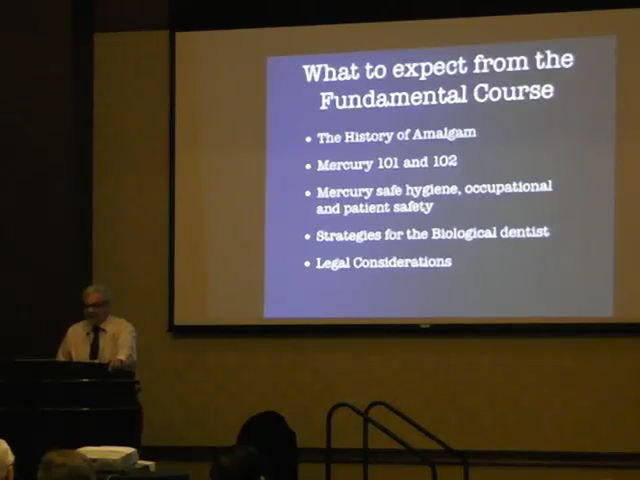 What to expect from the
Fundamental Course
• The History of Amalgam
• Mercury 101 and 102
• Mercury safe hygiene, occupational
and patient safety
• Strategies for the Biological dentist
• Legal Considerations